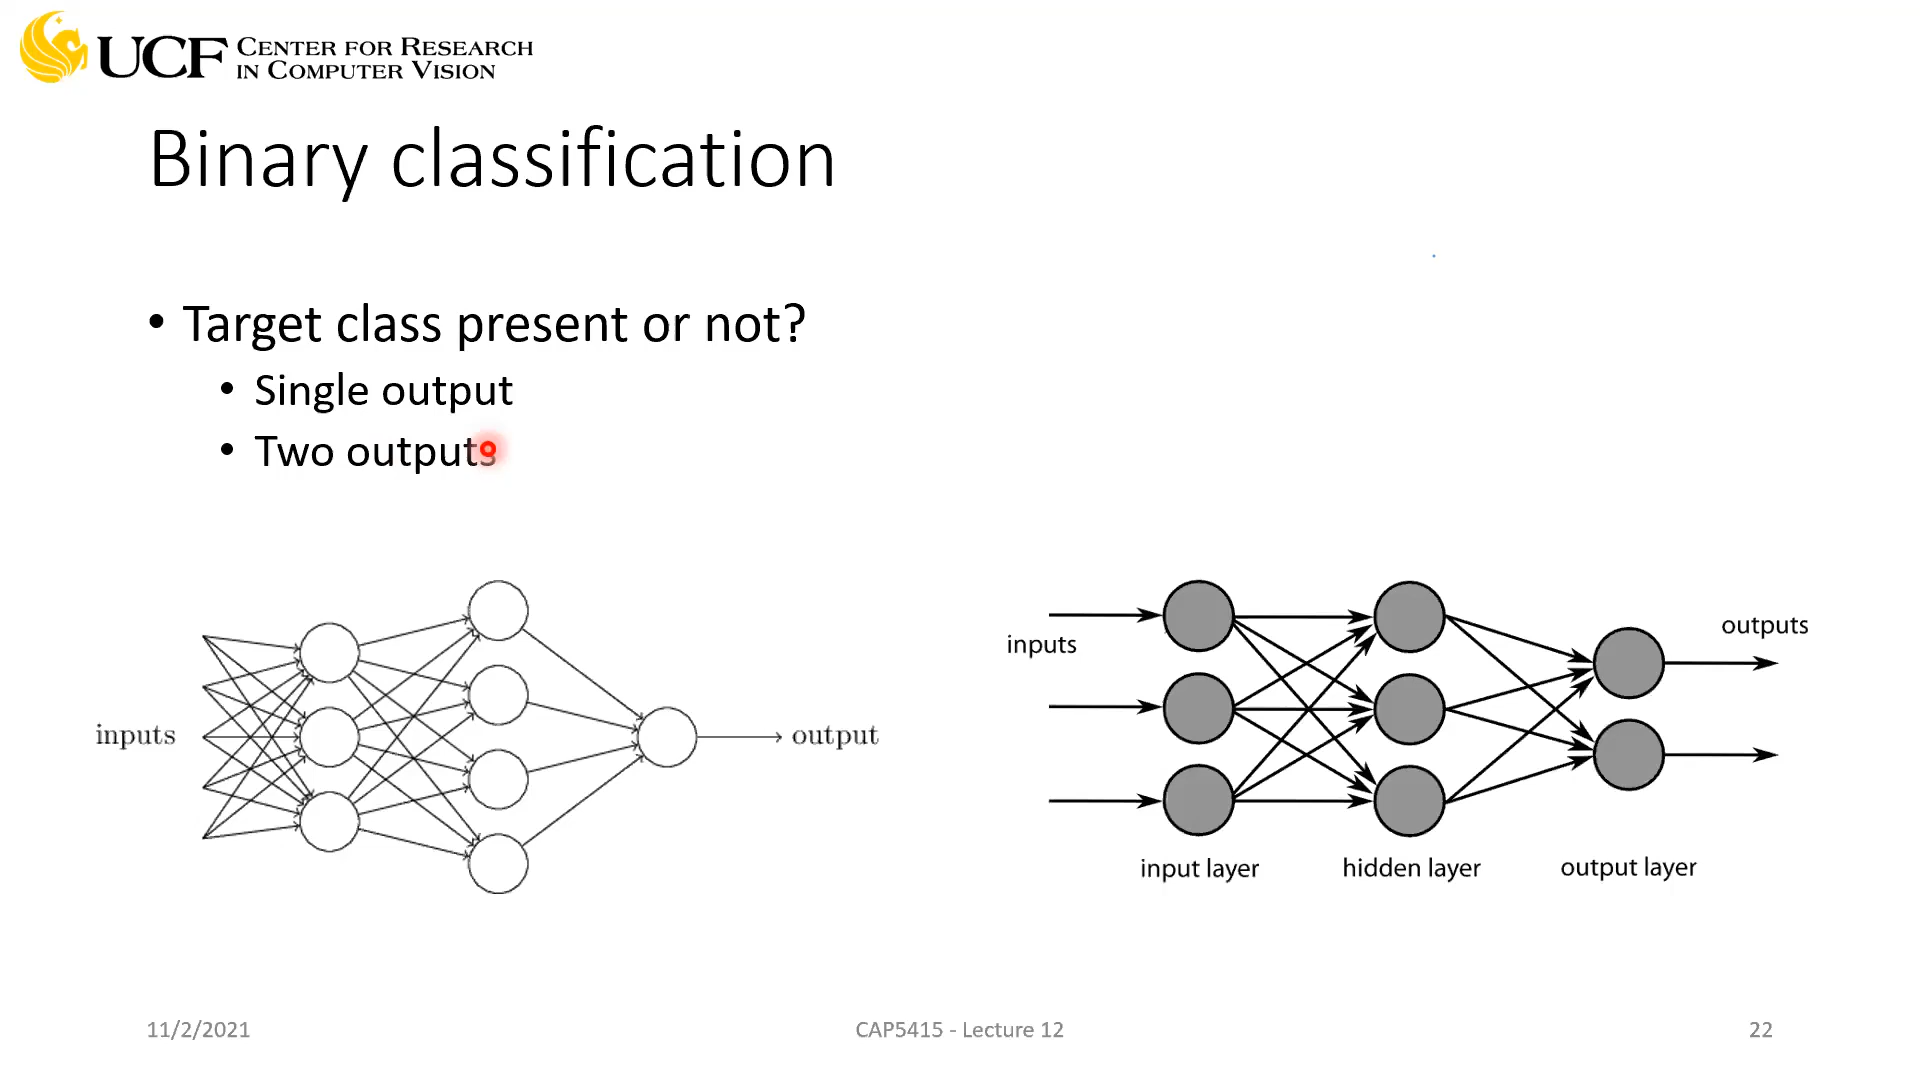 UCF CENTER FOR RESEARCH
IN COMPUTER VISION
Binary classification
• Target class present or not?
• Single output
• Two outputs
inputs
output
inputs
outputs
input layer
hidden layer
output layer
11/2/2021
CAP5415 - Lecture 12
22